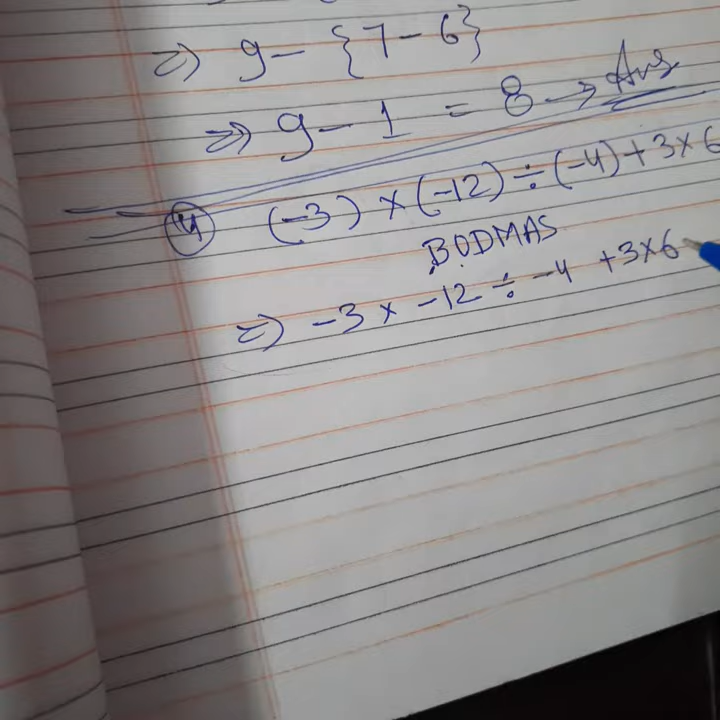 ⇒ 9 - {7 - 6}
⇒ 9 - 1 = 8 → Ans
4 (-3) × (-12) ÷ (-4) + 3 × 6
BODMAS
⇒ -3 × -12 ÷ -4 + 3 × 6